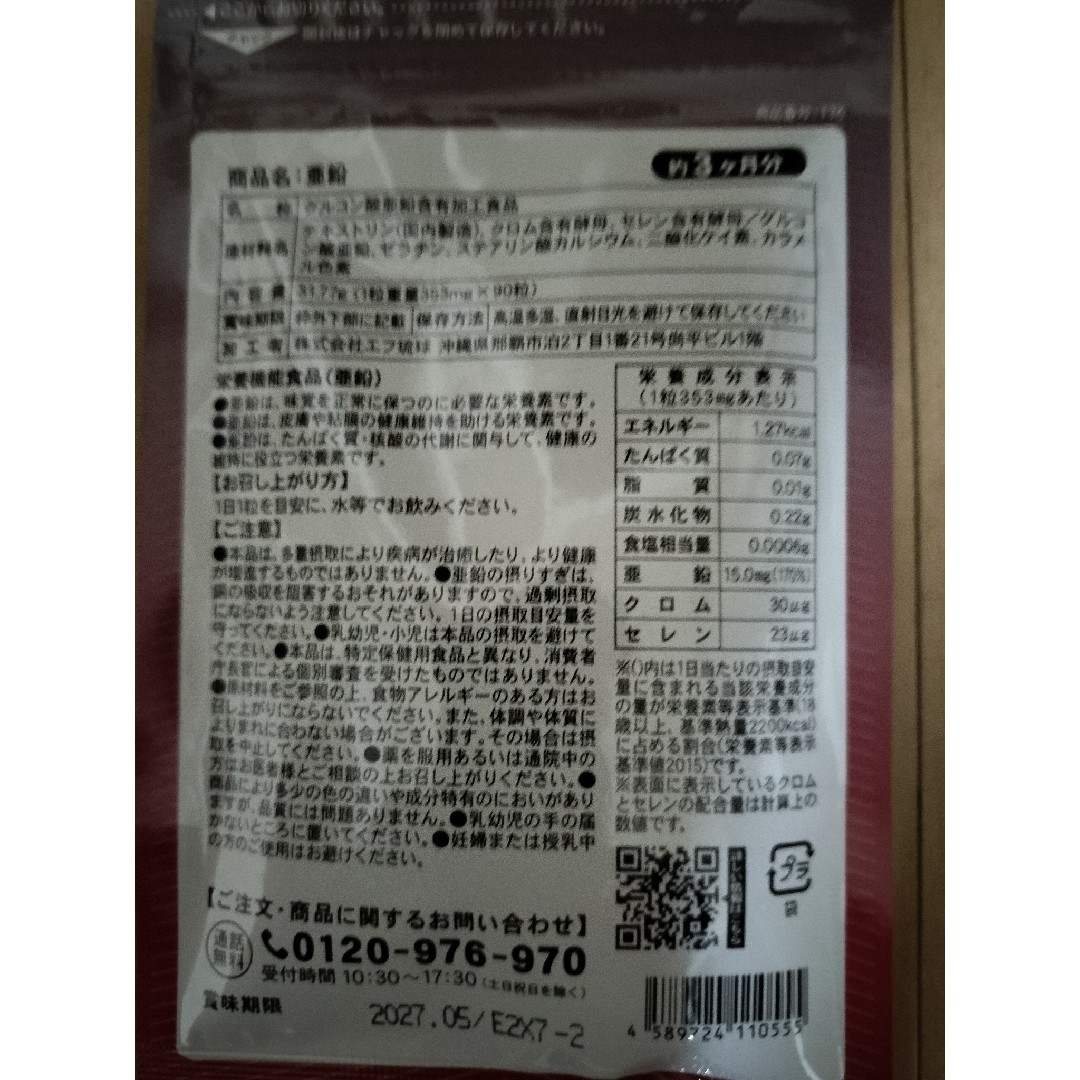 開封後はチャックを閉めて保存してください。
商品名：亜鉛
約3ヶ月分
名　称 グルコン酸亜鉛含有加工食品
原材料名 デキストリン(国内製造)、クロム含有酵母、セレン含有酵母／グルコ
ン酸亜鉛、ゼラチン、ステアリン酸カルシウム、二酸化ケイ素、カラメ
ル色素
内容量 31.77g (1粒重量353mg×90粒)
賞味期限 枠外下部に記載 保存方法 高温多湿、直射日光を避けて保存してください
加工者 株式会社エフ琉球 沖縄県那覇市泊2丁目1番21号尚平ビル1階
栄養機能食品(亜鉛)
●亜鉛は、味覚を正常に保つのに必要な栄養素です。
●亜鉛は、皮膚や粘膜の健康維持を助ける栄養素です。
●亜鉛は、たんぱく質・核酸の代謝に関与して、健康の
維持に役立つ栄養素です。
【お召し上がり方】
1日1粒を目安に、水等でお飲みください。
【ご注意】
●本品は、多量摂取により疾病が治癒したり、より健康
が増進するものではありません。●亜鉛の摂りすぎは、
銅の吸収を阻害するおそれがありますので、過剰摂取
にならないよう注意してください。1日の摂取目安量を
守ってください。●乳幼児・小児は本品の摂取を避けて
ください。●本品は、特定保健用食品と異なり、消費者
庁長官による個別審査を受けたものではありません。
●原材料をご参照の上、食物アレルギーのある方はお
召し上がりにならないでください。また、体調や体質に
よりまれに合わない場合がございます。その場合は摂
取を中止してください。●薬を服用あるいは通院中の
方はお医者様とご相談の上お召し上がりください。●
商品により多少の色の違いや成分特有のにおいがあり
ますが、品質には問題ありません。●乳幼児の手の届
かないところに置いてください。●妊婦または授乳中
の方のご使用はお避けください。
栄養成分表示
(1粒353mgあたり)
エネルギー 1.27kcal
たんぱく質 0.07g
脂　質 0.01g
炭水化物 0.22g
食塩相当量 0.0006g
亜　鉛 15.0mg(170%)
クロム 30μg
セレン 23μg
※()内は1日当たりの摂取目安
量に含まれる当該栄養成分
の量が栄養素等表示基準(18
歳以上、基準熱量2200kcal)
に占める割合(栄養素等表示
基準値2015)です。
※表面に表示しているクロム
とセレンの配合量は計算上の
数値です。
プラ
袋
【ご注文・商品に関するお問い合わせ】
通話
無料
0120-976-970
受付時間 10:30〜17:30 (土日祝日を除く)
賞味期限
2027.05/E2X7-2
4 589724 110555